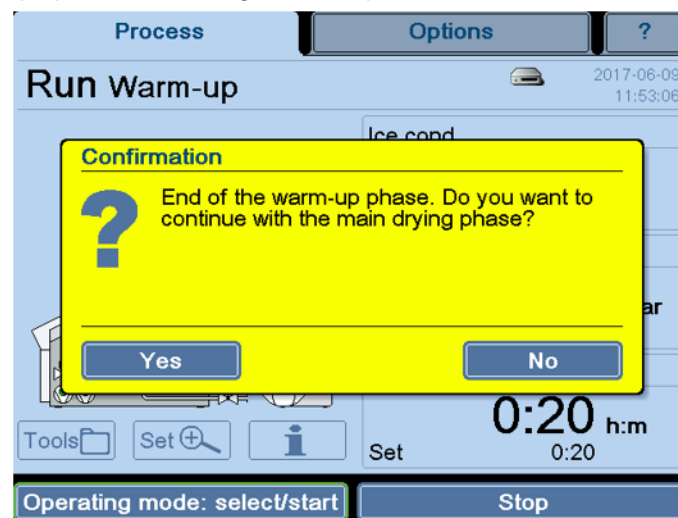 Process
Options
?
Run Warm-up
2017-06-09
11:53:06
Ice cond
Confirmation
?
End of the warm-up phase. Do you want to
continue with the main drying phase?
ar
Yes
No
0:20 h:m
Tools
Set
i
Set
0:20
Operating mode: select/start
Stop